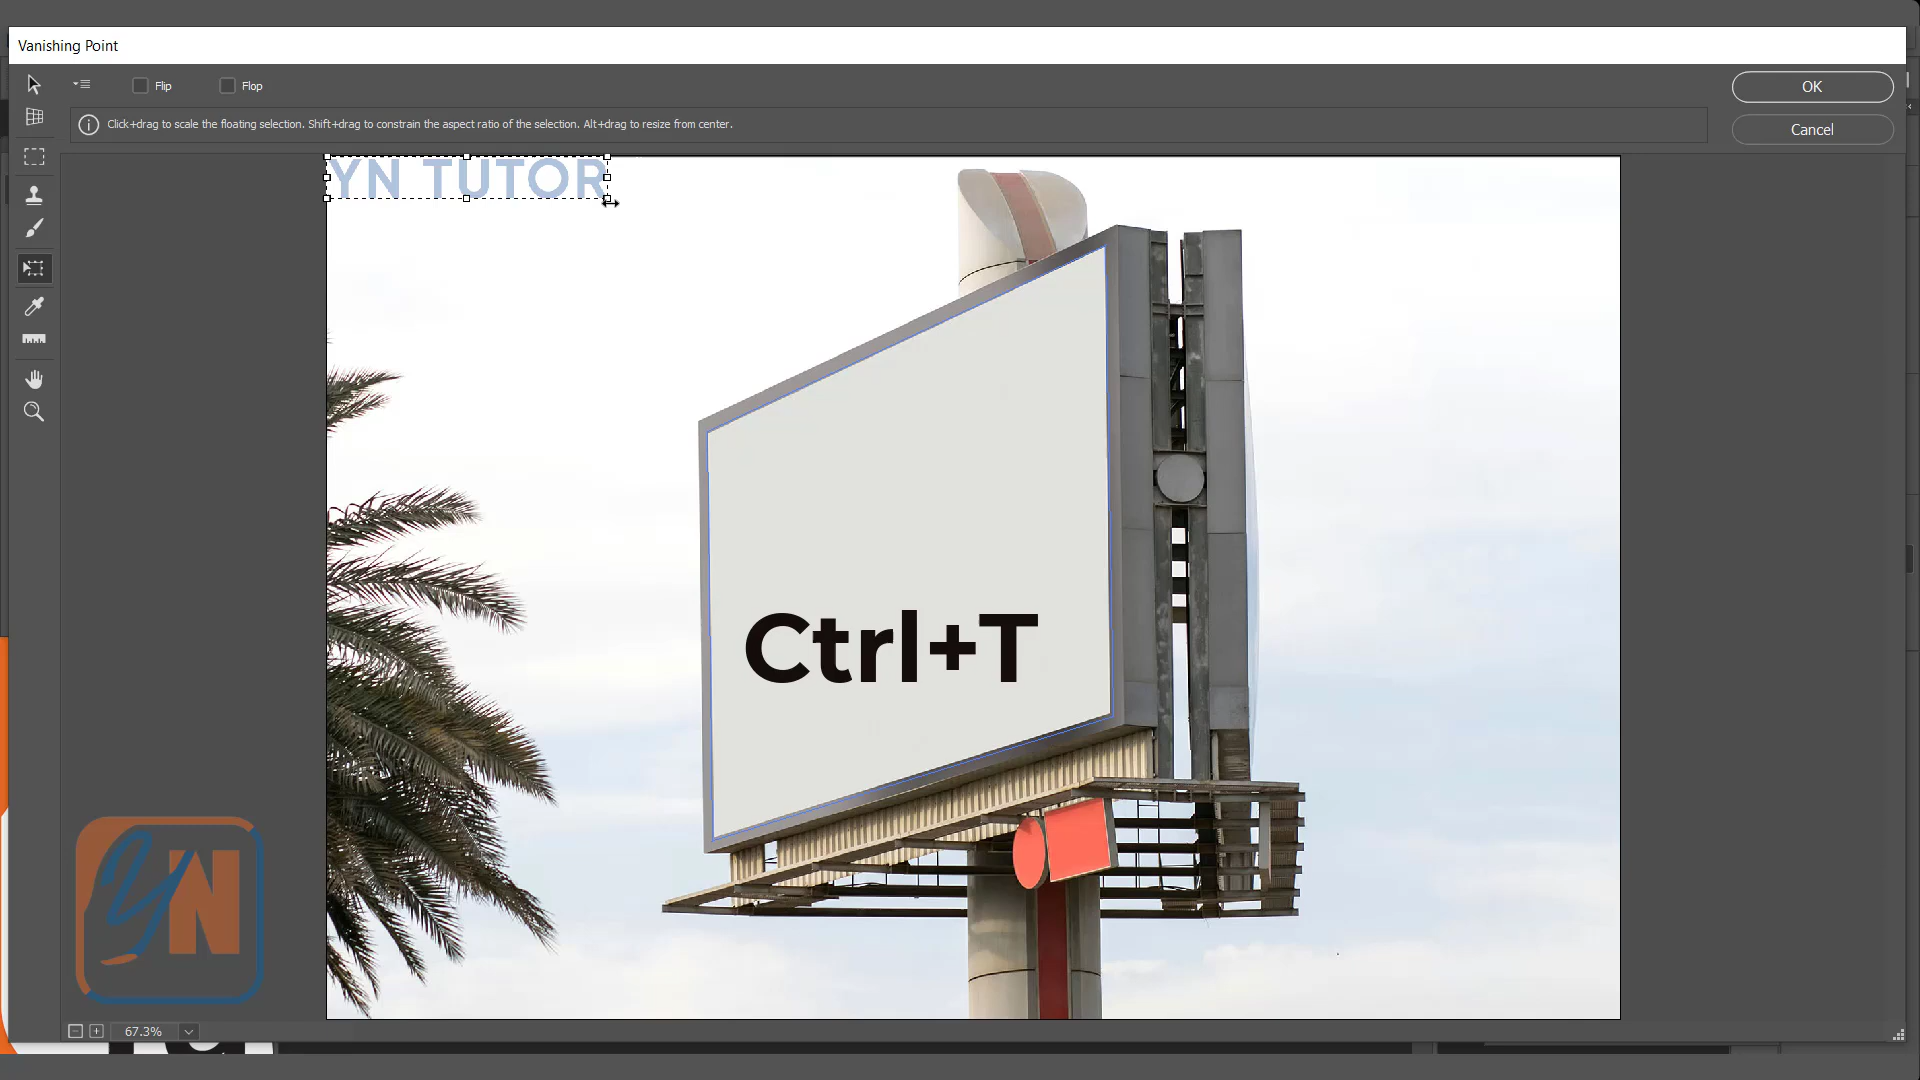 Vanishing Point
Flip
Flop
OK
Click+drag to scale the floating selection. Shift+drag to constrain the aspect ratio of the selection. Alt+drag to resize from center.
Cancel
YN TUTOR
Ctrl+T
YN
67.3%